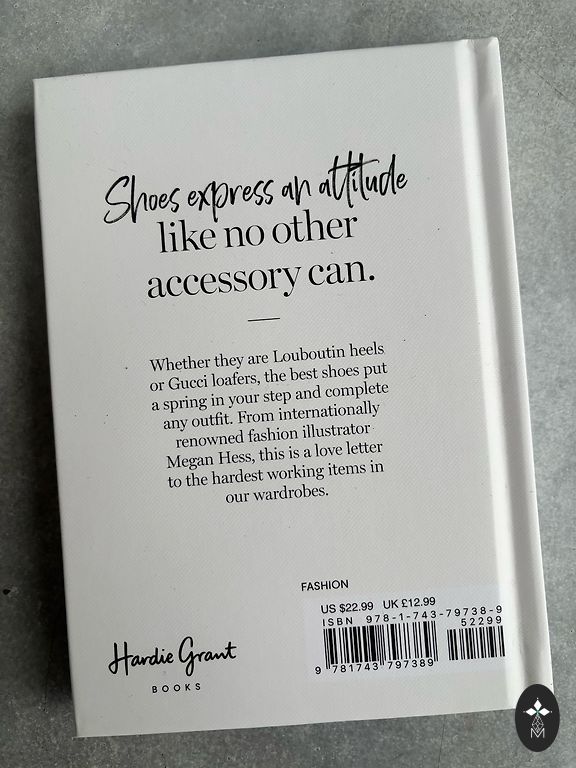 Shoes express an attitude
like no other
accessory can.
Whether they are Louboutin heels
or Gucci loafers, the best shoes put
a spring in your step and complete
any outfit. From internationally
renowned fashion illustrator
Megan Hess, this is a love letter
to the hardest working items in
our wardrobes.
FASHION
US $22.99 UK £12.99
ISBN 978-1-743-79738-9
52299
9 781743 797389
Hardie Grant
BOOKS
M